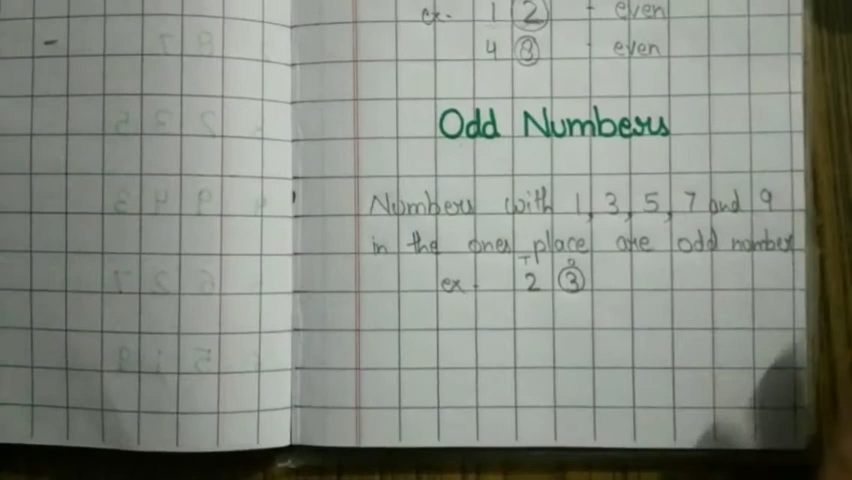 ex. 1 2 - even
4 8 - even
Odd Numbers
Numbers with 1, 3, 5, 7 and 9
in the ones place are odd number
T O
ex. 2 3